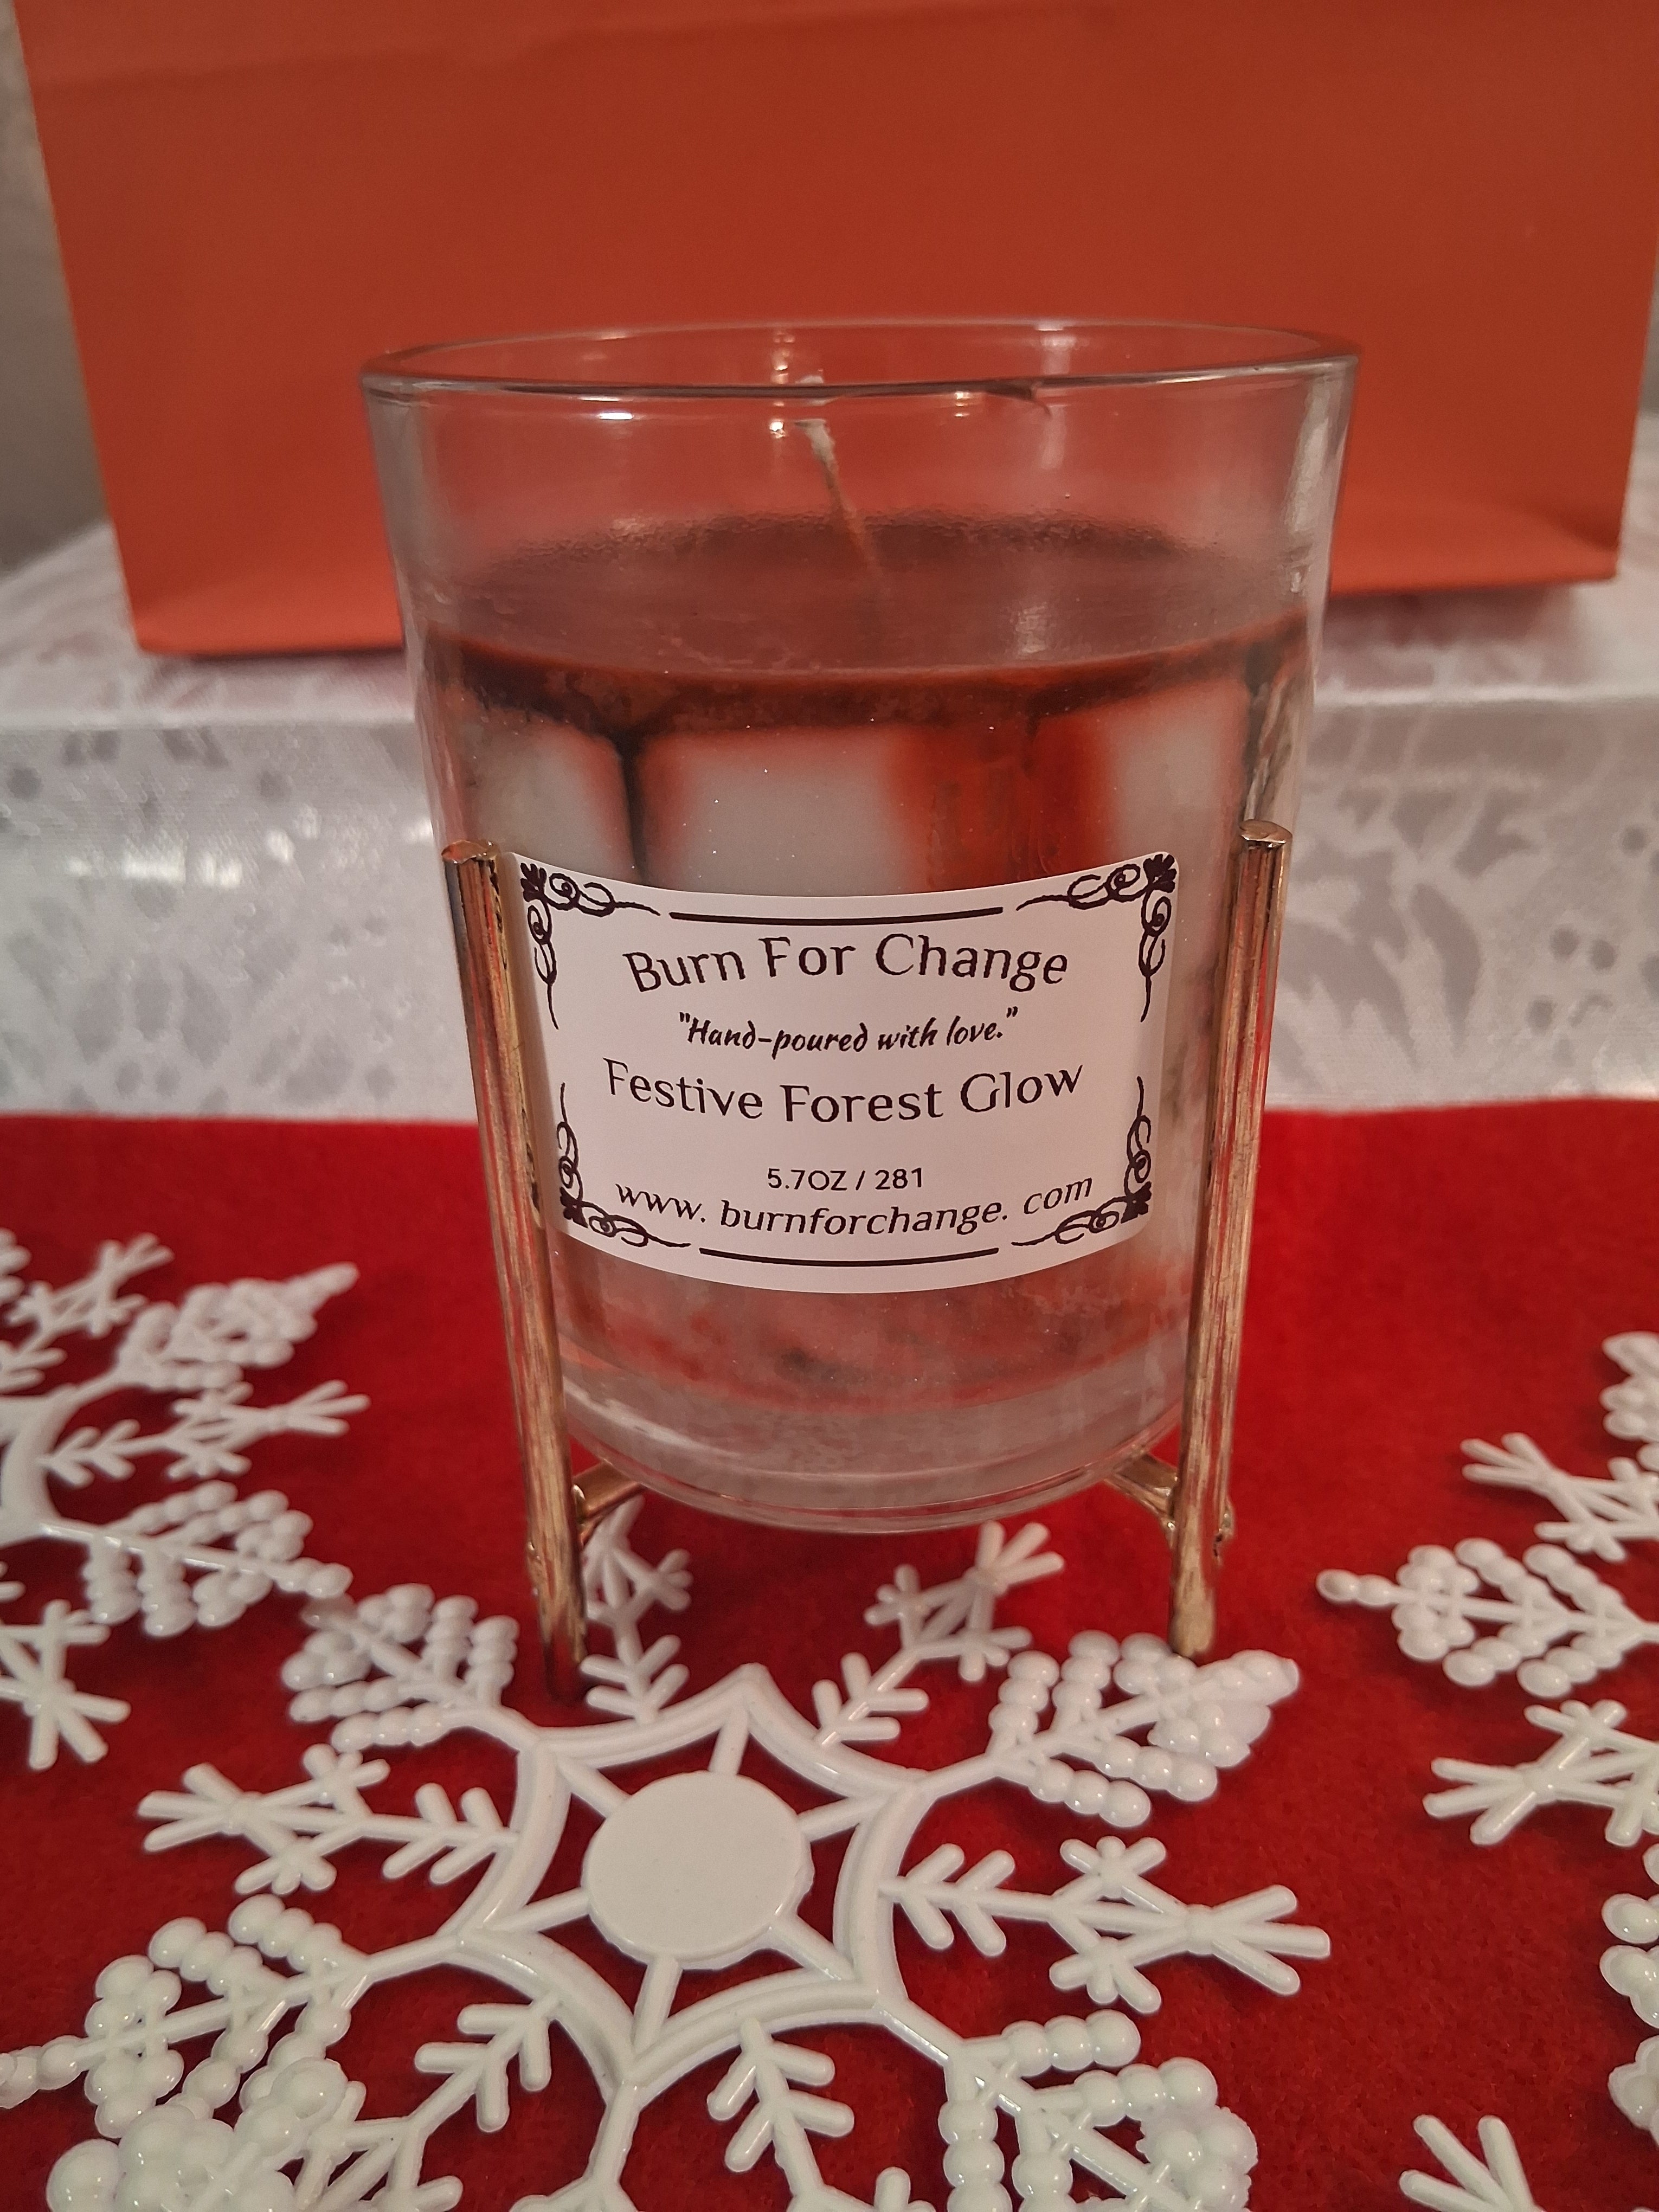 Burn For Change
"Hand-poured with love."
Festive Forest Glow
5.7OZ / 281
www. burnforchange. com